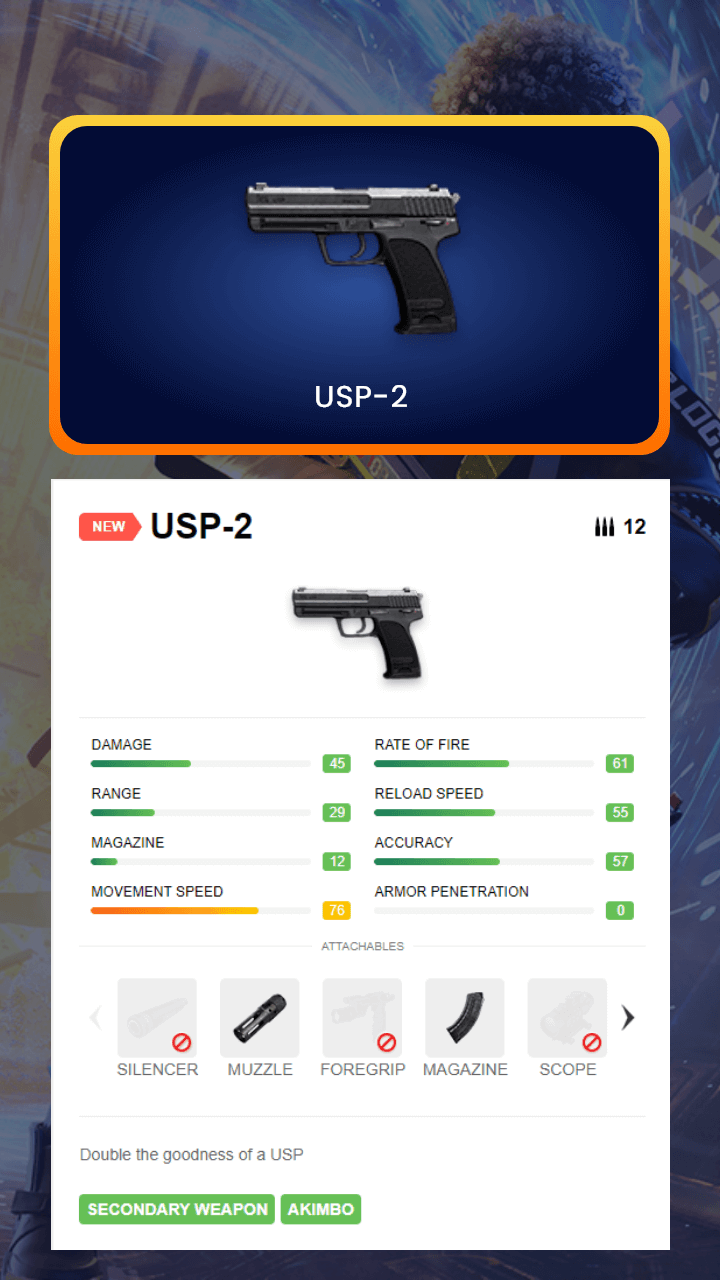 USP-2
NEW USP-2 12
DAMAGE 45 RATE OF FIRE 61
RANGE 29 RELOAD SPEED 55
MAGAZINE 12 ACCURACY 57
MOVEMENT SPEED 76 ARMOR PENETRATION 0
ATTACHABLES
SILENCER MUZZLE FOREGRIP MAGAZINE SCOPE
Double the goodness of a USP
SECONDARY WEAPON AKIMBO